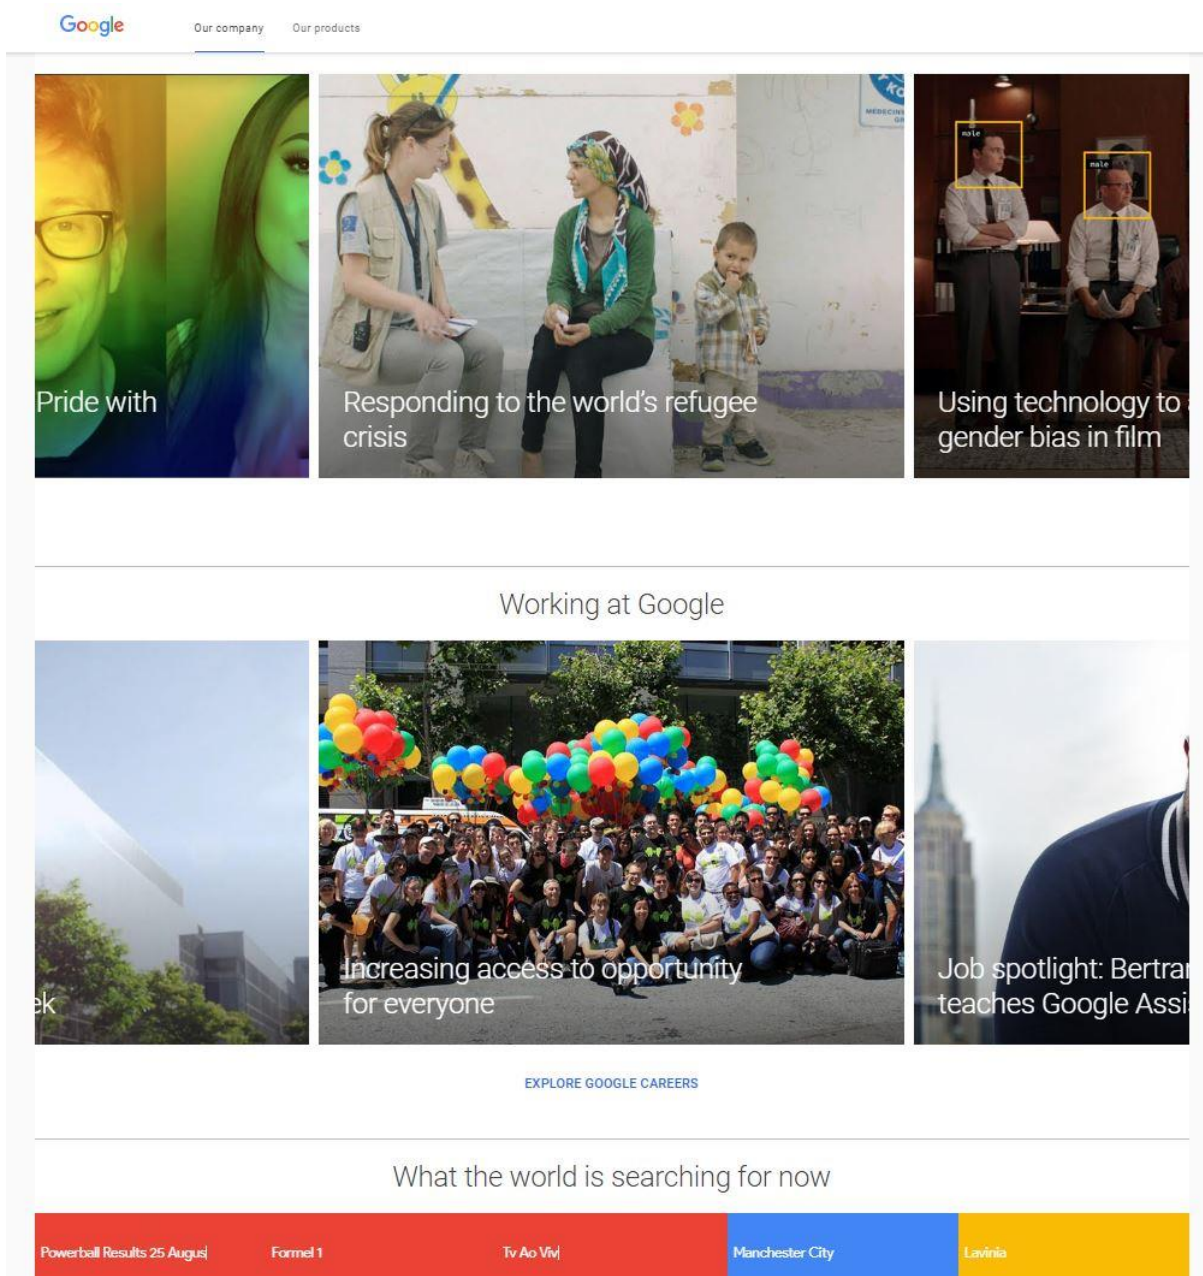 Google
Our company
Our products
male
male
Pride with
Responding to the world's refugee
crisis
Using technology to
gender bias in film
Working at Google
ek
Increasing access to opportunity
for everyone
Job spotlight: Bertra
teaches Google Assi
EXPLORE GOOGLE CAREERS
What the world is searching for now
Powerball Results 25 Augus
Formel 1
Tv Ao Viv
Manchester City
Lavinia